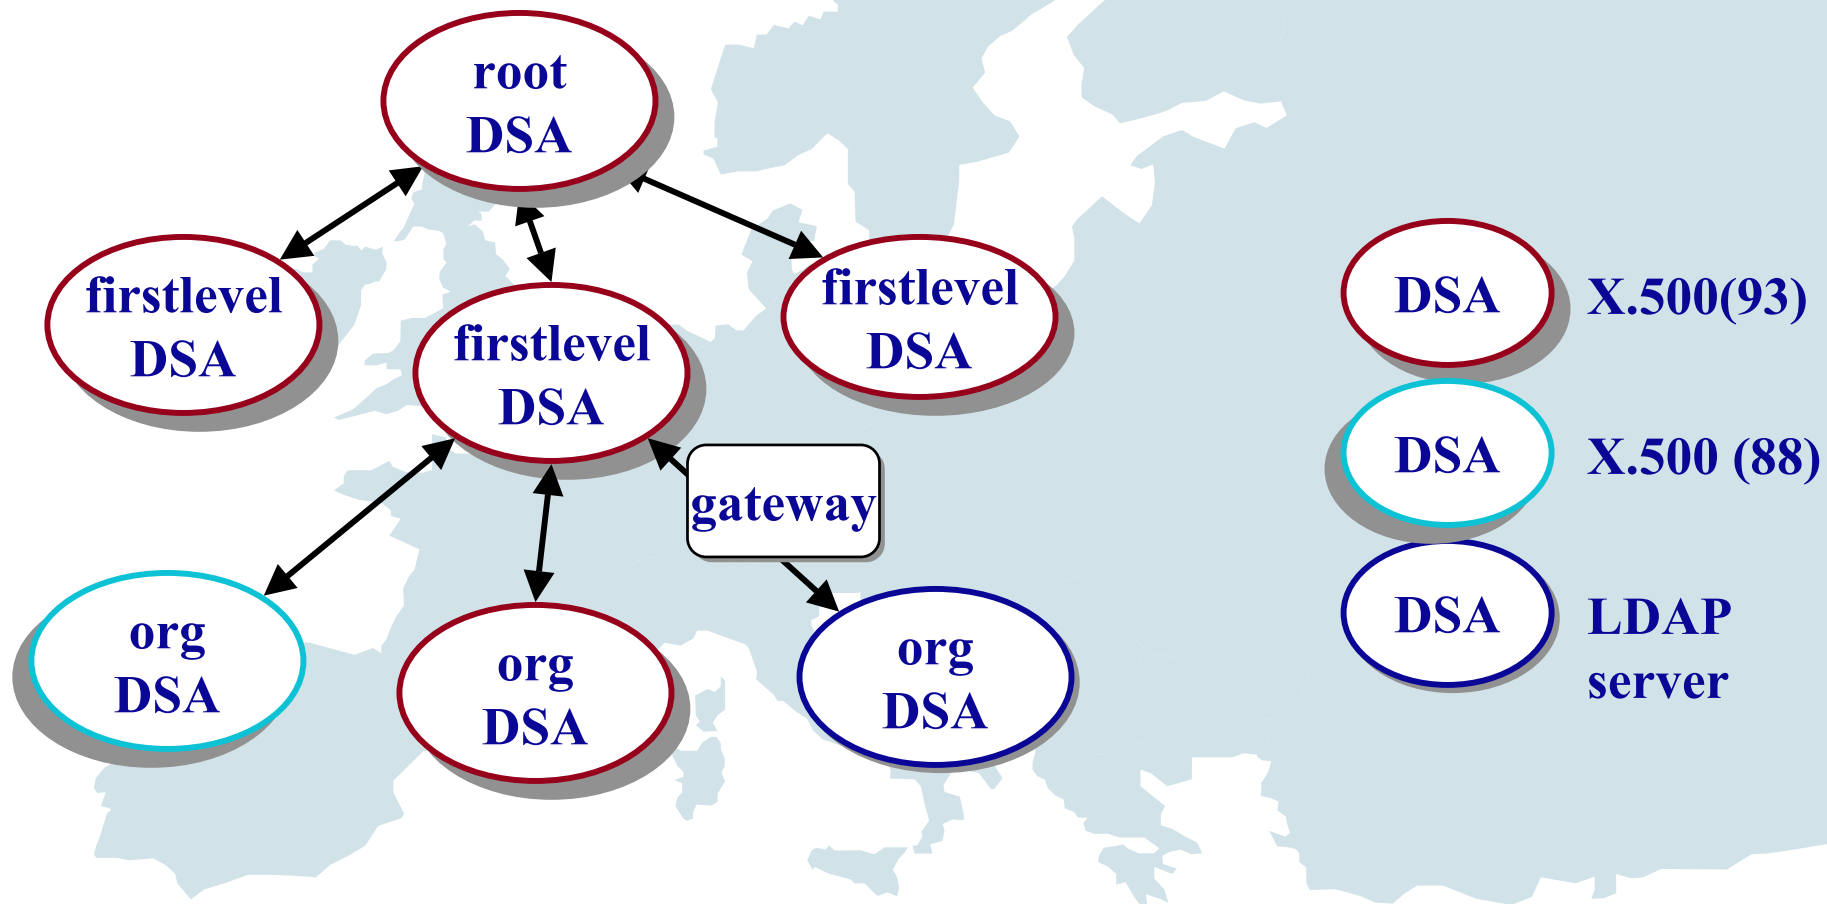 root
DSA
firstlevel
DSA
firstlevel
DSA
firstlevel
DSA
gateway
org
DSA
org
DSA
org
DSA
DSA X.500(93)
DSA X.500 (88)
DSA LDAP
server